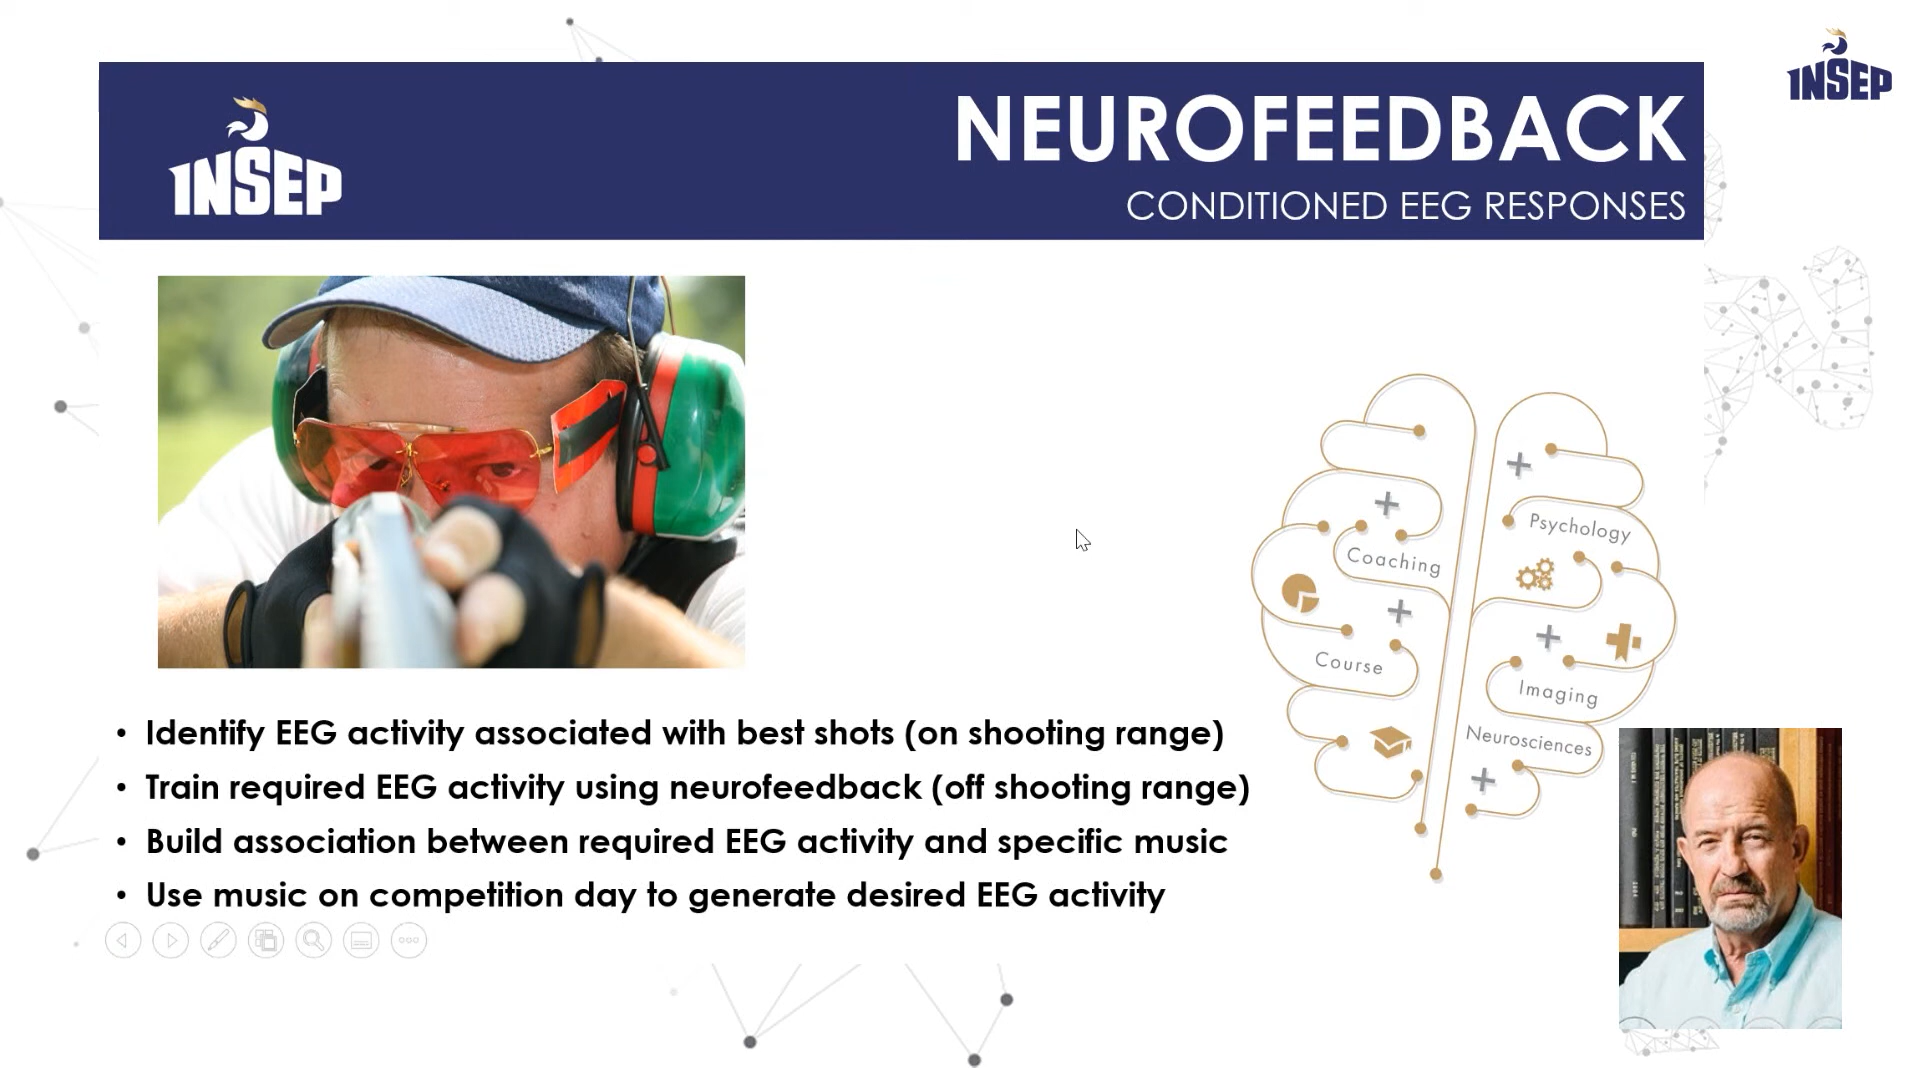 INSEP
INSEP
NEUROFEEDBACK
CONDITIONED EEG RESPONSES
Psychology
Coaching
Course
Imaging
Neurosciences
• Identify EEG activity associated with best shots (on shooting range)
• Train required EEG activity using neurofeedback (off shooting range)
• Build association between required EEG activity and specific music
• Use music on competition day to generate desired EEG activity